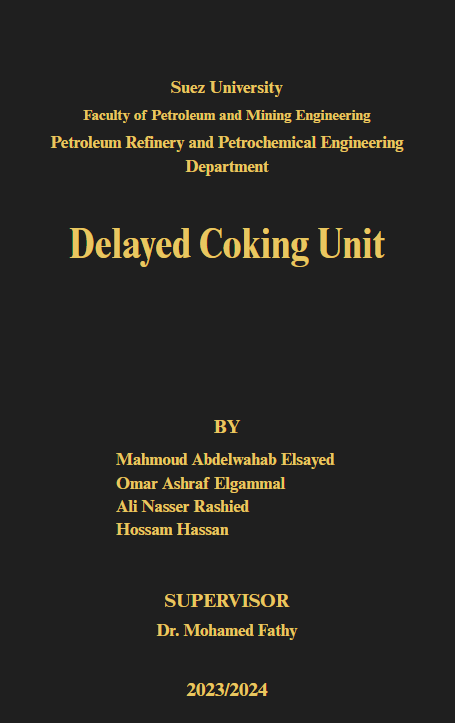 Suez University
Faculty of Petroleum and Mining Engineering
Petroleum Refinery and Petrochemical Engineering
Department
Delayed Coking Unit
BY
Mahmoud Abdelwahab Elsayed
Omar Ashraf Elgammal
Ali Nasser Rashied
Hossam Hassan
SUPERVISOR
Dr. Mohamed Fathy
2023/2024